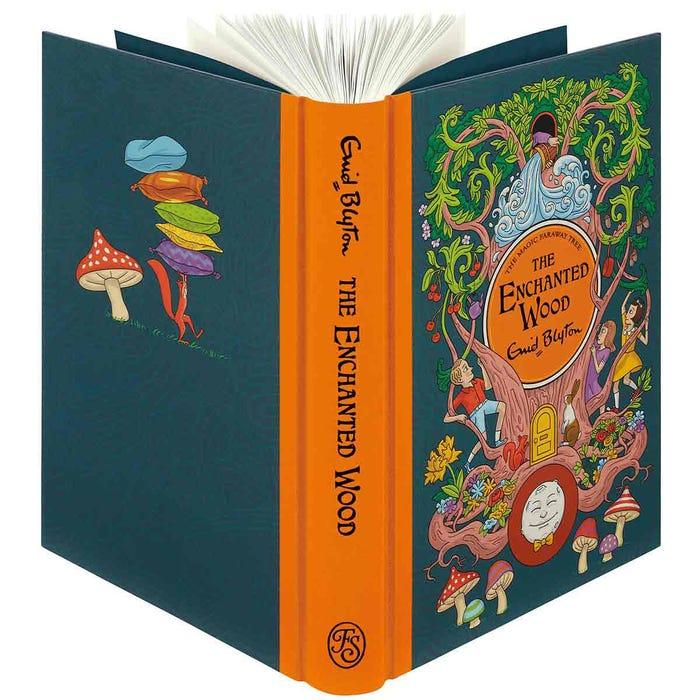 Enid Blyton THE ENCHANTED WOOD
FS
THE MAGIC FARAWAY TREE
THE
ENCHANTED
WOOD
Enid Blyton